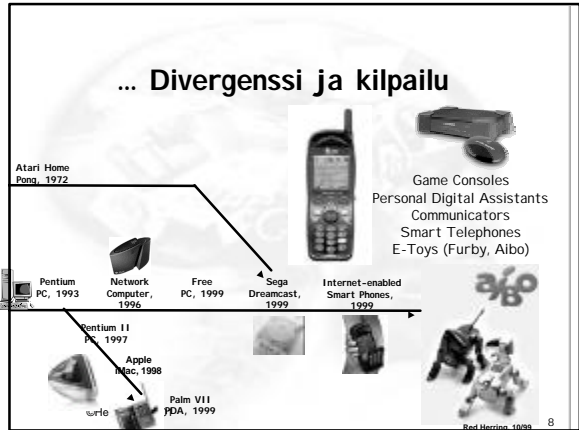 ... Divergenssi ja kilpailu
Atari Home
Pong, 1972
Game Consoles
Personal Digital Assistants
Communicators
Smart Telephones
E-Toys (Furby, Aibo)
Pentium
PC, 1993
Network
Computer,
1996
Free
PC, 1999
Sega
Dreamcast,
1999
Internet-enabled
Smart Phones,
1999
aibo
Pentium II
PC, 1997
Apple
iMac, 1998
Palm VII
PDA, 1999
Red Herring, 10/99
8